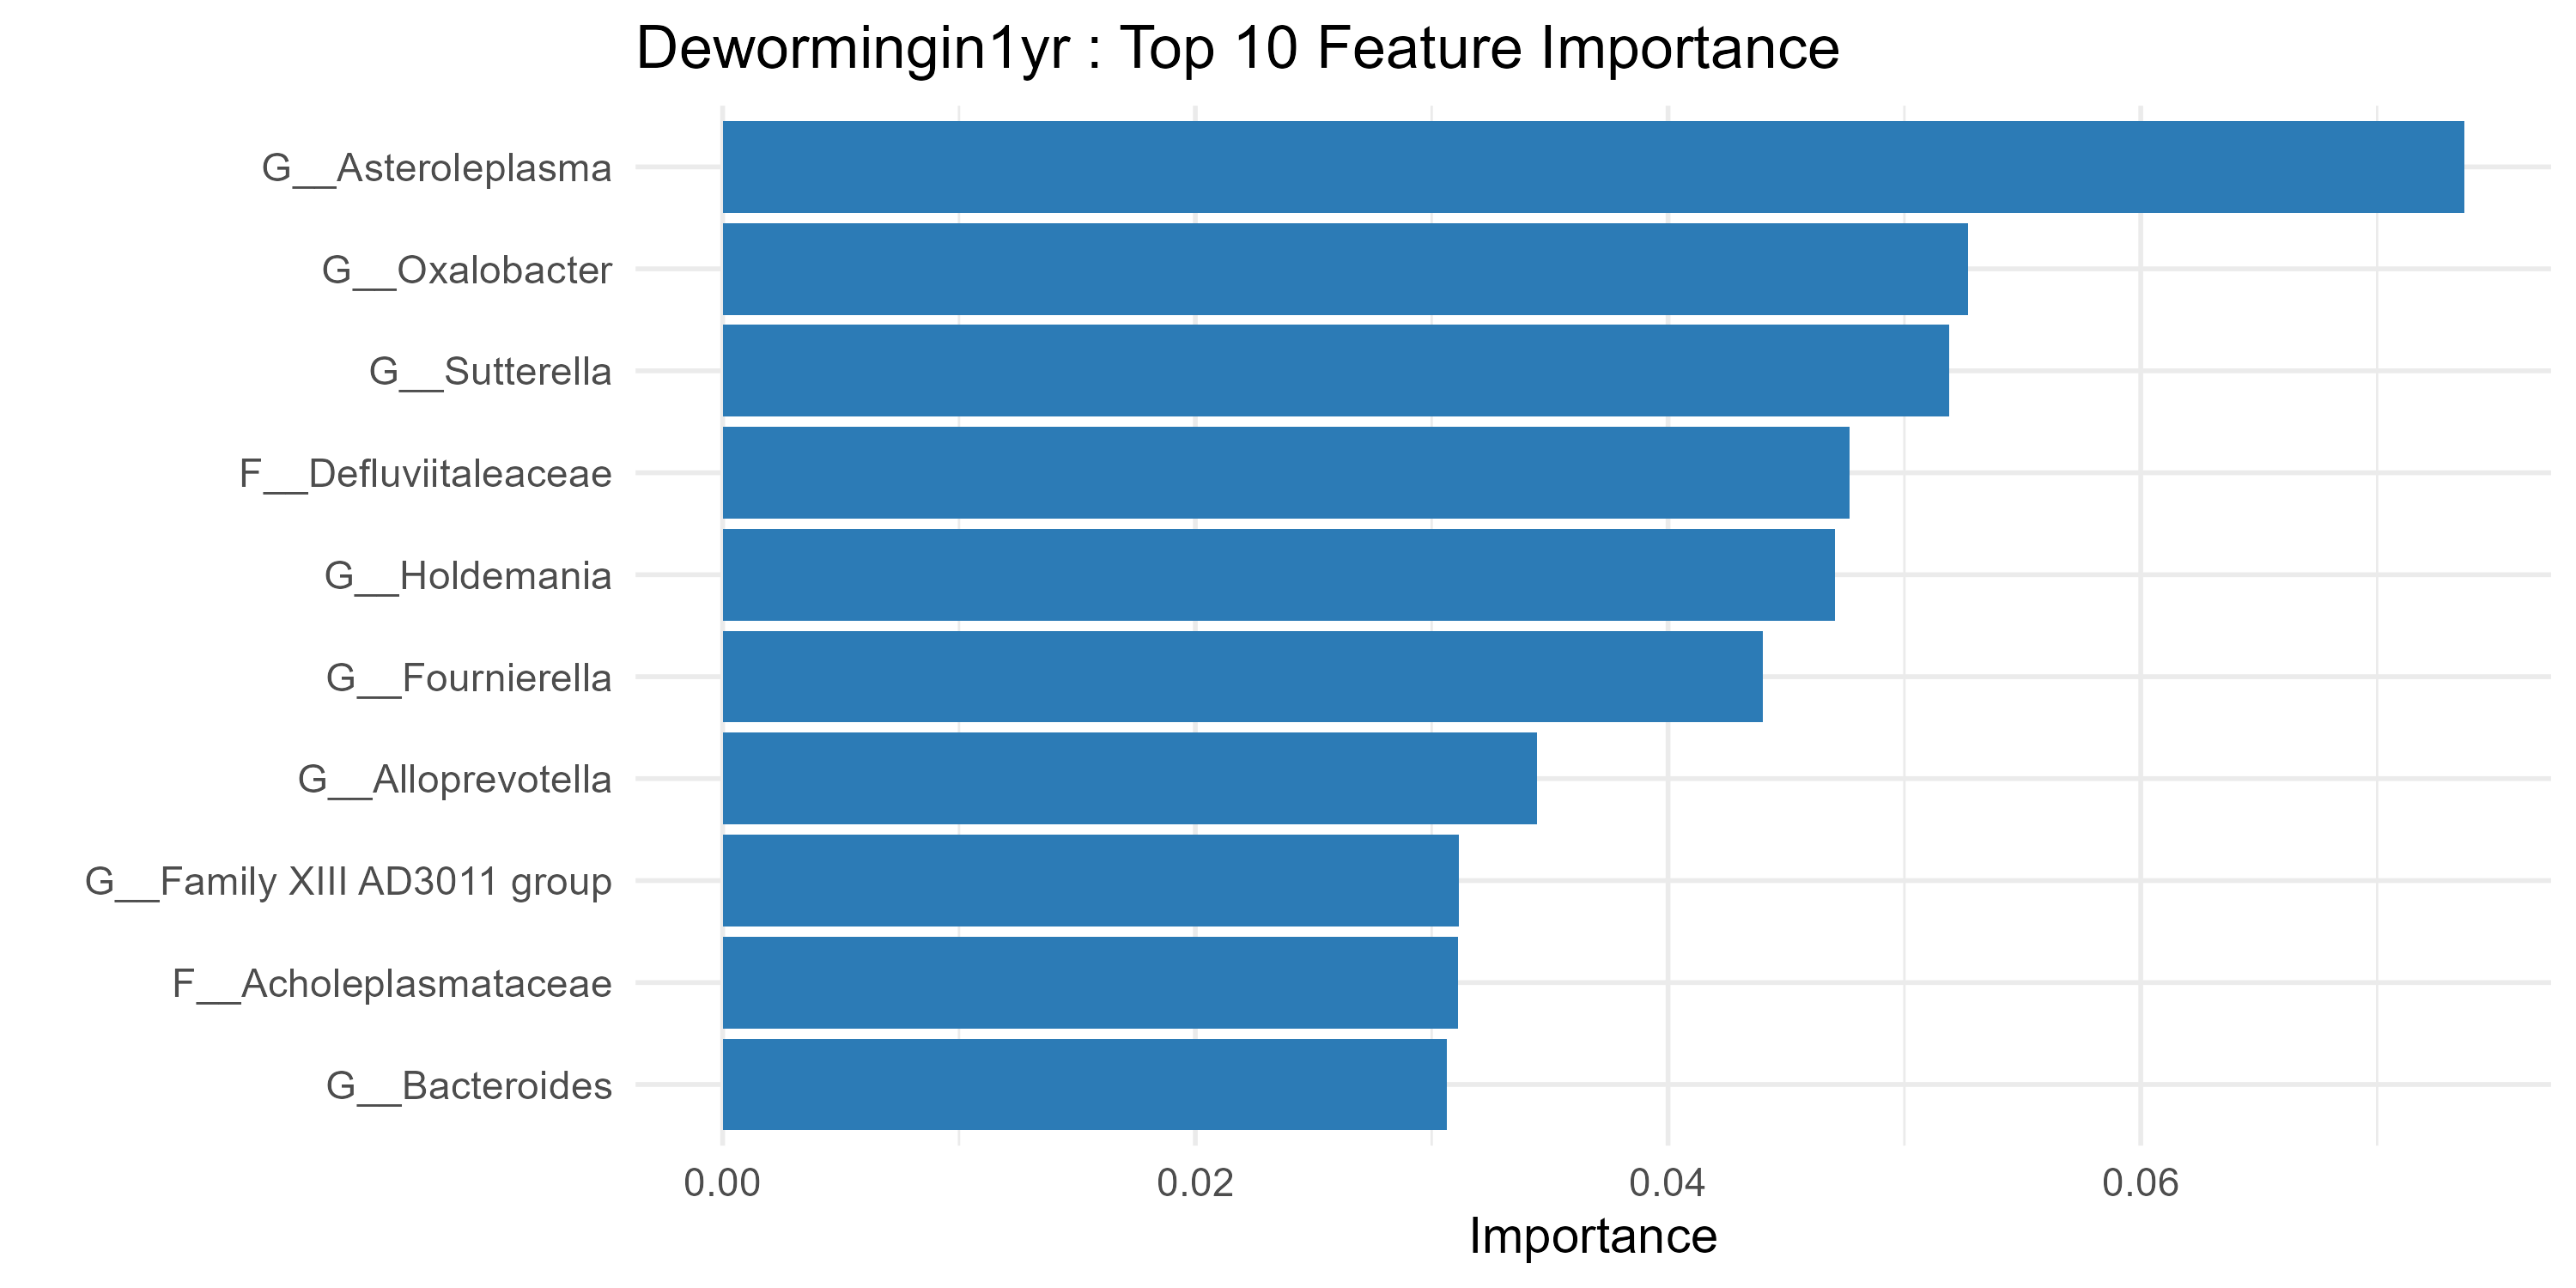 Dewormingin1yr : Top 10 Feature Importance
G__Asteroleplasma
G__Oxalobacter
G__Sutterella
F__Defluviitaleaceae
G__Holdemania
G__Fournierella
G__Alloprevotella
G__Family XIII AD3011 group
F__Acholeplasmataceae
G__Bacteroides
0.00 0.02 0.04 0.06
Importance